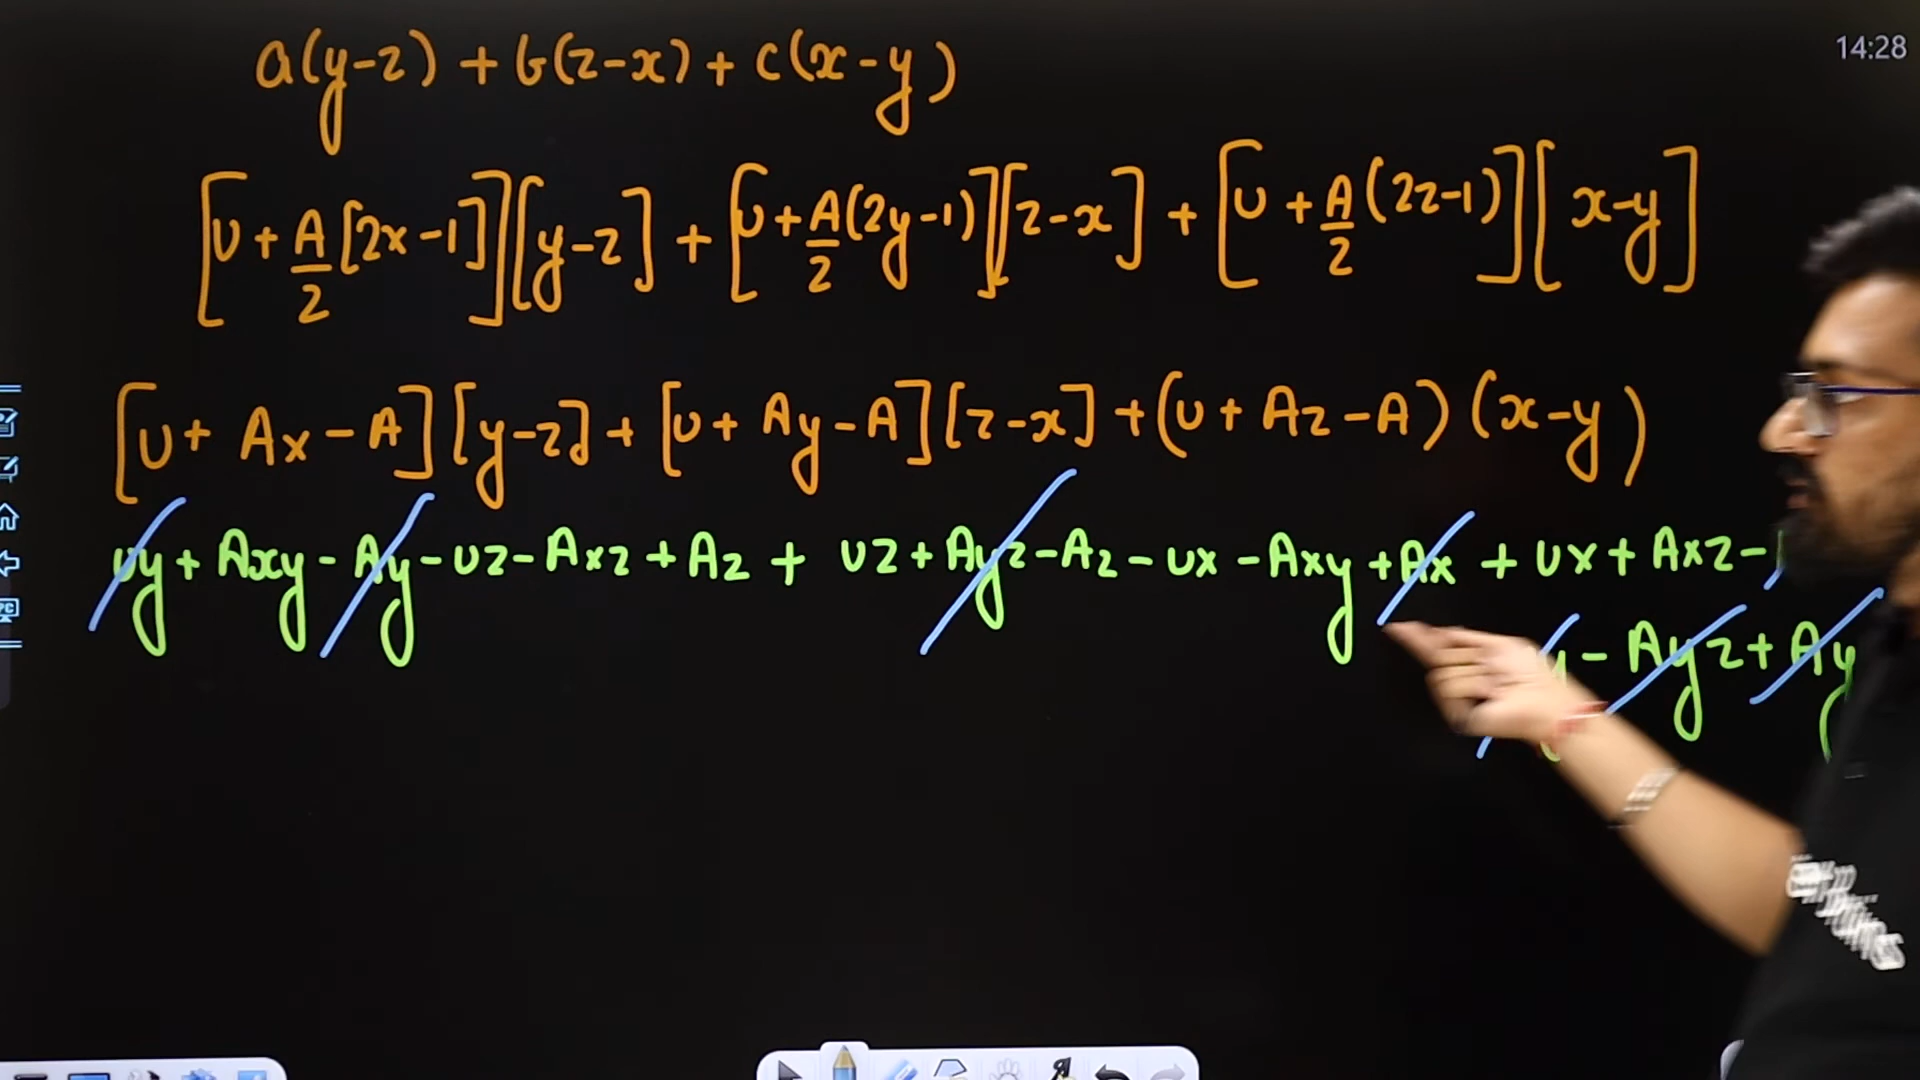 14:28
a(y-z) + b(z-x) + c(x-y)
[u + A/2 [2x-1]][y-z] + [u + A/2 (2y-1)][z-x] + [u + A/2 (2z-1)][x-y]
[u + Ax - A][y-z] + [u + Ay - A][z-x] + (u + Az - A)(x-y)
uy + Axy - Ay - uz - Axz + Az + uz + Ayz - Az - ux - Axy + Ax + ux + Axz -
y - Ayz + Ay